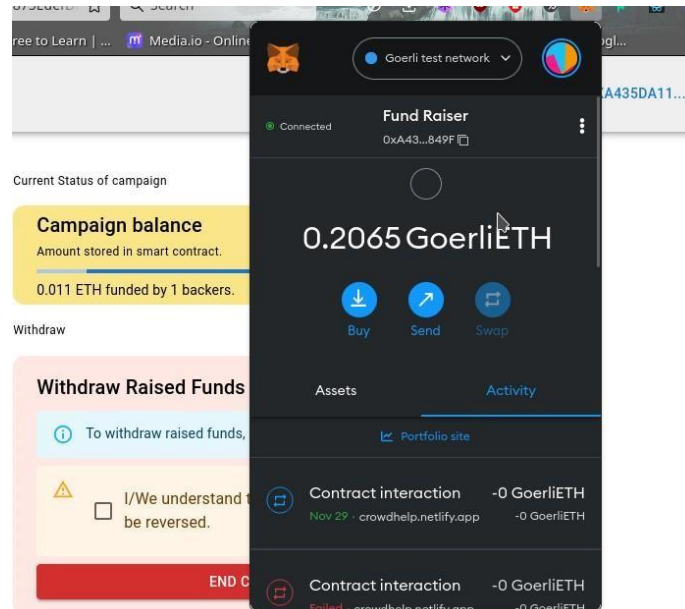 Search
ree to Learn | ...
Media.io - Online
Goerli test network
Connected
Fund Raiser
0xA43...849F
A435DA11...
Current Status of campaign
Campaign balance
Amount stored in smart contract.
0.011 ETH funded by 1 backers.
0.2065 GoerliETH
Buy Send Swap
Withdraw
Withdraw Raised Funds
To withdraw raised funds,
I/We understand
be reversed.
END
Assets Activity
Portfolio site
Contract interaction -0 GoerliETH
Nov 29 · crowdhelp.netlify.app -0 GoerliETH
Contract interaction -0 GoerliETH
Failed · crowdhelp.netlify.app -0 GoerliETH